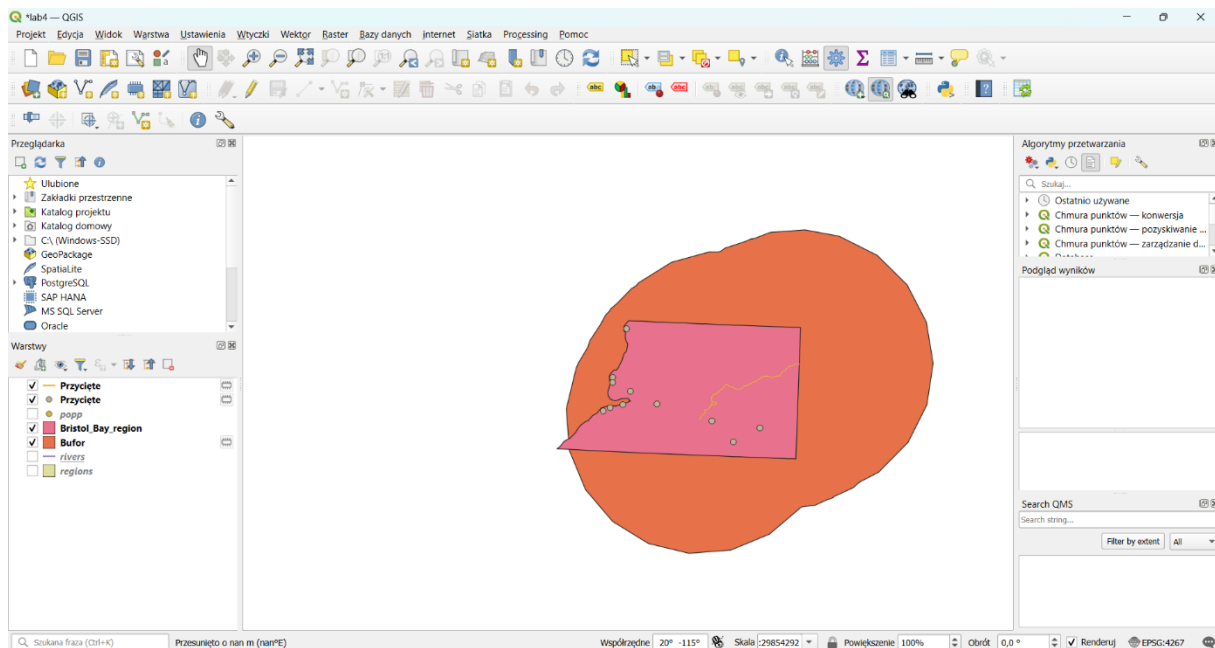 *lab4 — QGIS
Projekt Edycja Widok Warstwa Ustawienia Wtyczki Wektor Raster Bazy danych internet Siatka Processing Pomoc
Przeglądarka
Ulubione
Zakładki przestrzenne
Katalog projektu
Katalog domowy
C:\ (Windows-SSD)
GeoPackage
SpatiaLite
PostgreSQL
SAP HANA
MS SQL Server
Oracle
Warstwy
Przycięte
Przycięte
popp
Bristol_Bay_region
Bufor
rivers
regions
Algorytmy przetwarzania
Szukaj...
Ostatnio używane
Chmura punktów — konwersja
Chmura punktów — pozyskiwanie ...
Chmura punktów — zarządzanie d...
Podgląd wyników
Search QMS
Search string...
Filter by extent All
Szukana fraza (Ctrl+K) Przesunięto o nan m (nan°E) Współrzędne 20° -115° Skala :29854292 Powiększenie 100% Obrót 0,0 ° Renderuj EPSG:4267